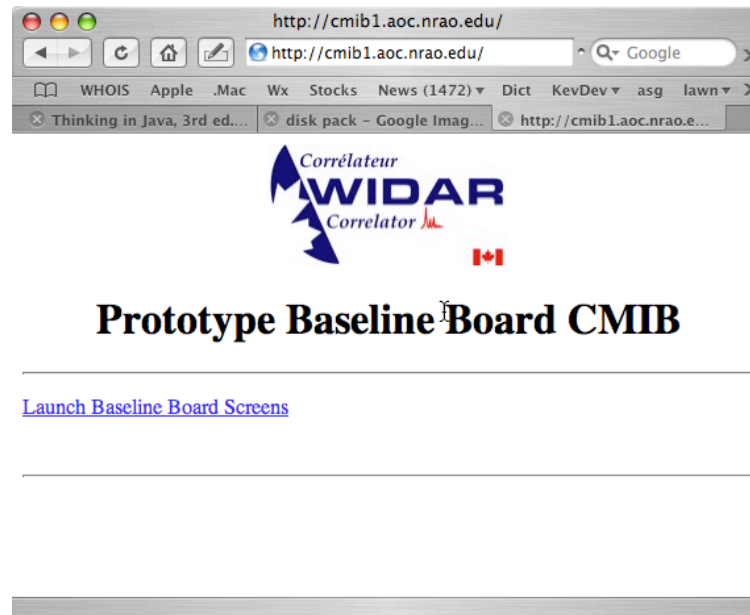 http://cmib1.aoc.nrao.edu/
http://cmib1.aoc.nrao.edu/ Google
WHOIS Apple .Mac Wx Stocks News (1472) Dict KevDev asg lawn
Thinking in Java, 3rd ed.... disk pack – Google Imag... http://cmib1.aoc.nrao.e...
Corrélateur
WIDAR
Correlator
Prototype Baseline Board CMIB
Launch Baseline Board Screens